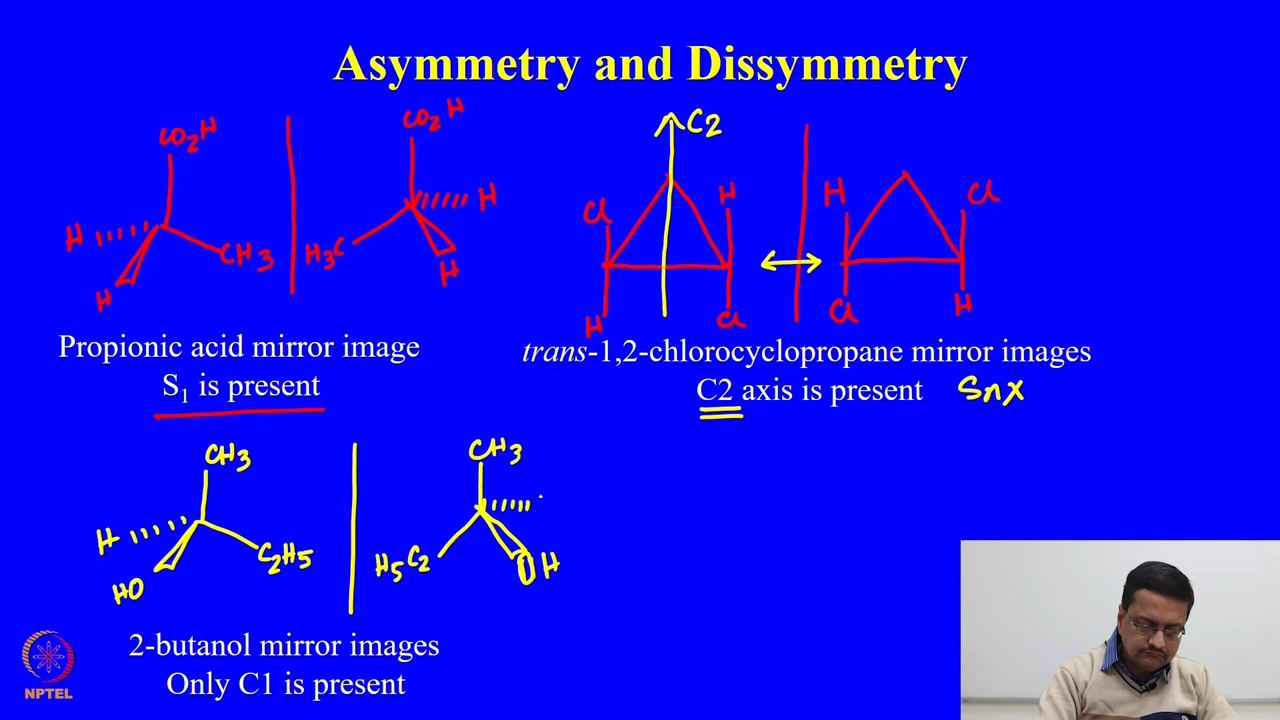 Asymmetry and Dissymmetry
CO2H
H
CH3
H
CO2H
H
H3C
H
Propionic acid mirror image
S1 is present
C2
Cl
H
H
Cl
H
Cl
Cl
H
trans-1,2-chlorocyclopropane mirror images
C2 axis is present Sn x
CH3
H
C2H5
HO
CH3
H5C2
OH
2-butanol mirror images
Only C1 is present
NPTEL